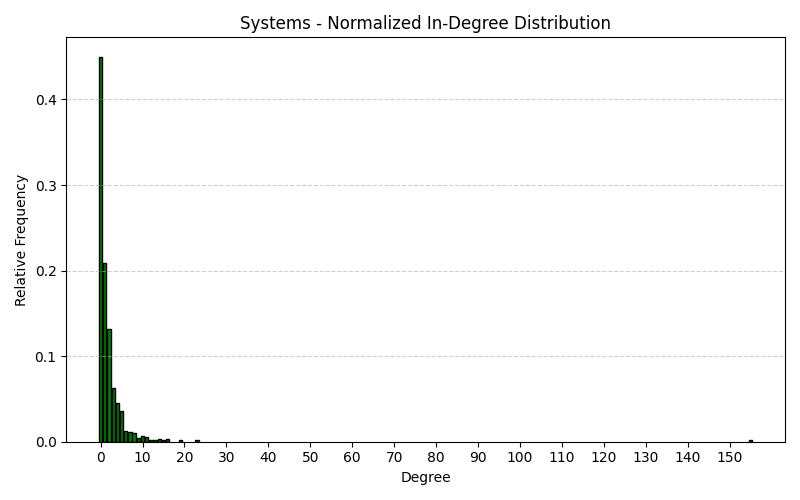 Systems - Normalized In-Degree Distribution
Relative Frequency
0.4
0.3
0.2
0.1
0.0
0 10 20 30 40 50 60 70 80 90 100 110 120 130 140 150
Degree